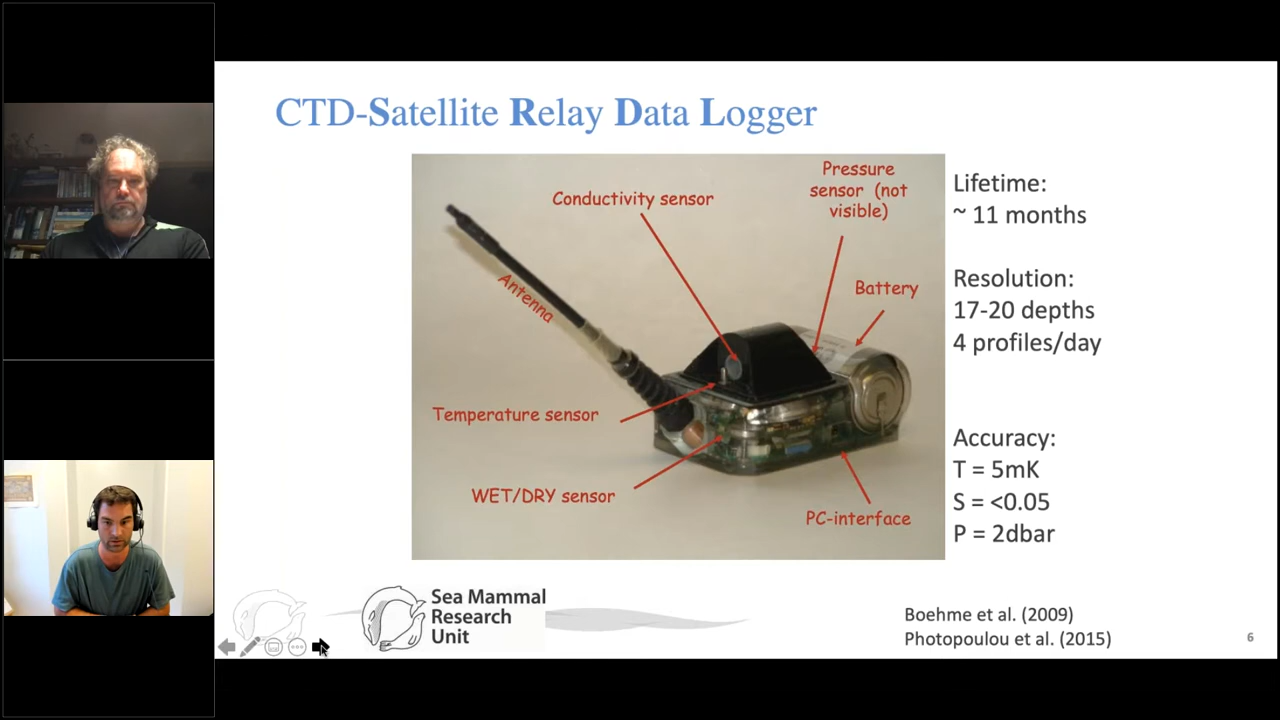 CTD-Satellite Relay Data Logger
Conductivity sensor
Pressure
sensor (not
visible)
Antenna
Battery
Temperature sensor
WET/DRY sensor
PC-interface
Lifetime:
~ 11 months
Resolution:
17-20 depths
4 profiles/day
Accuracy:
T = 5mK
S = <0.05
P = 2dbar
Sea Mammal
Research
Unit
Boehme et al. (2009)
Photopoulou et al. (2015)
6